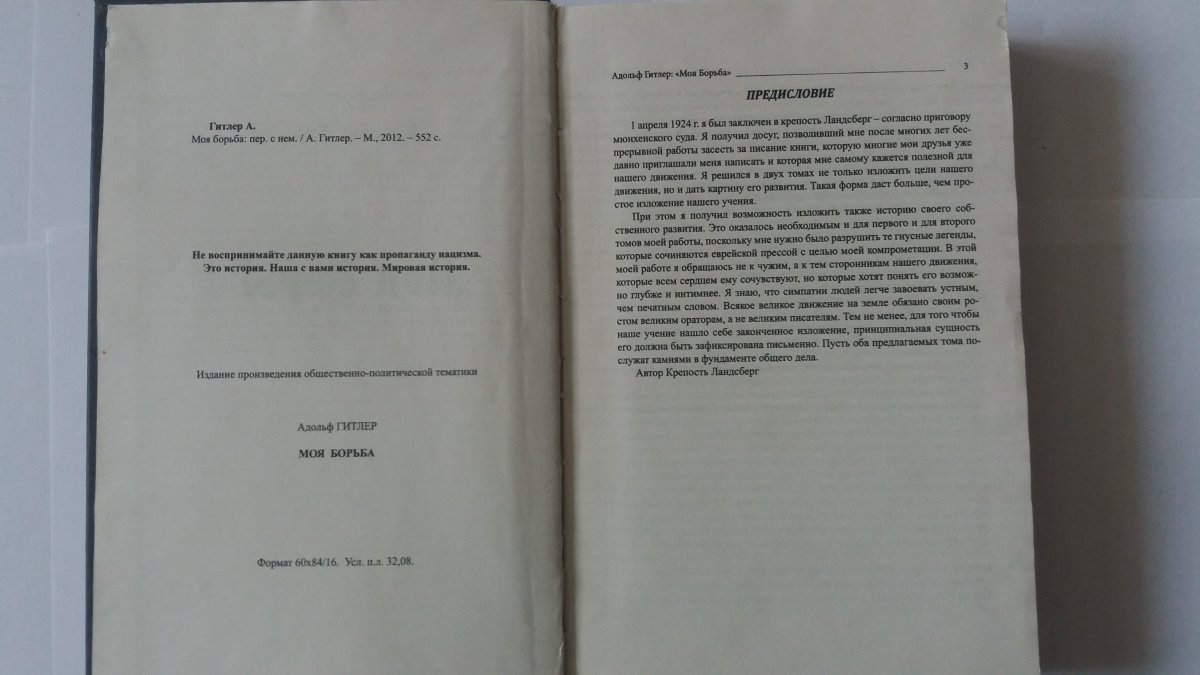 Гитлер А.
Моя борьба: пер. с нем. / А. Гитлер. – М., 2012. – 552 с.
Не воспринимайте данную книгу как пропаганду нацизма.
Это история. Наша с вами история. Мировая история.
Издание произведения общественно-политической тематики
Адольф ГИТЛЕР
МОЯ БОРЬБА
Формат 60х84/16. Усл. п.л. 32,08.
Адольф Гитлер: «Моя Борьба» 3
ПРЕДИСЛОВИЕ
1 апреля 1924 г. я был заключен в крепость Ландсберг – согласно приговору
мюнхенского суда. Я получил досуг, позволивший мне после многих лет бес-
прерывной работы засесть за писание книги, которую многие мои друзья уже
давно приглашали меня написать и которая мне самому кажется полезной для
нашего движения. Я решился в двух томах не только изложить цели нашего
движения, но и дать картину его развития. Такая форма даст больше, чем про-
стое изложение нашего учения.
При этом я получил возможность изложить также историю своего соб-
ственного развития. Это оказалось необходимым и для первого и для второго
томов моей работы, поскольку мне нужно было разрушить те гнусные легенды,
которые сочиняются еврейской прессой с целью моей компрометации. В этой
моей работе я обращаюсь не к чужим, а к тем сторонникам нашего движения,
которые всем сердцем ему сочувствуют, но которые хотят понять его возмож-
но глубже и интимнее. Я знаю, что симпатии людей легче завоевать устным,
чем печатным словом. Всякое великое движение на земле обязано своим ро-
стом великим ораторам, а не великим писателям. Тем не менее, для того чтобы
наше учение нашло себе законченное изложение, принципиальная сущность
его должна быть зафиксирована письменно. Пусть оба предлагаемых тома по-
служат камнями в фундаменте общего дела.
Автор Крепость Ландсберг